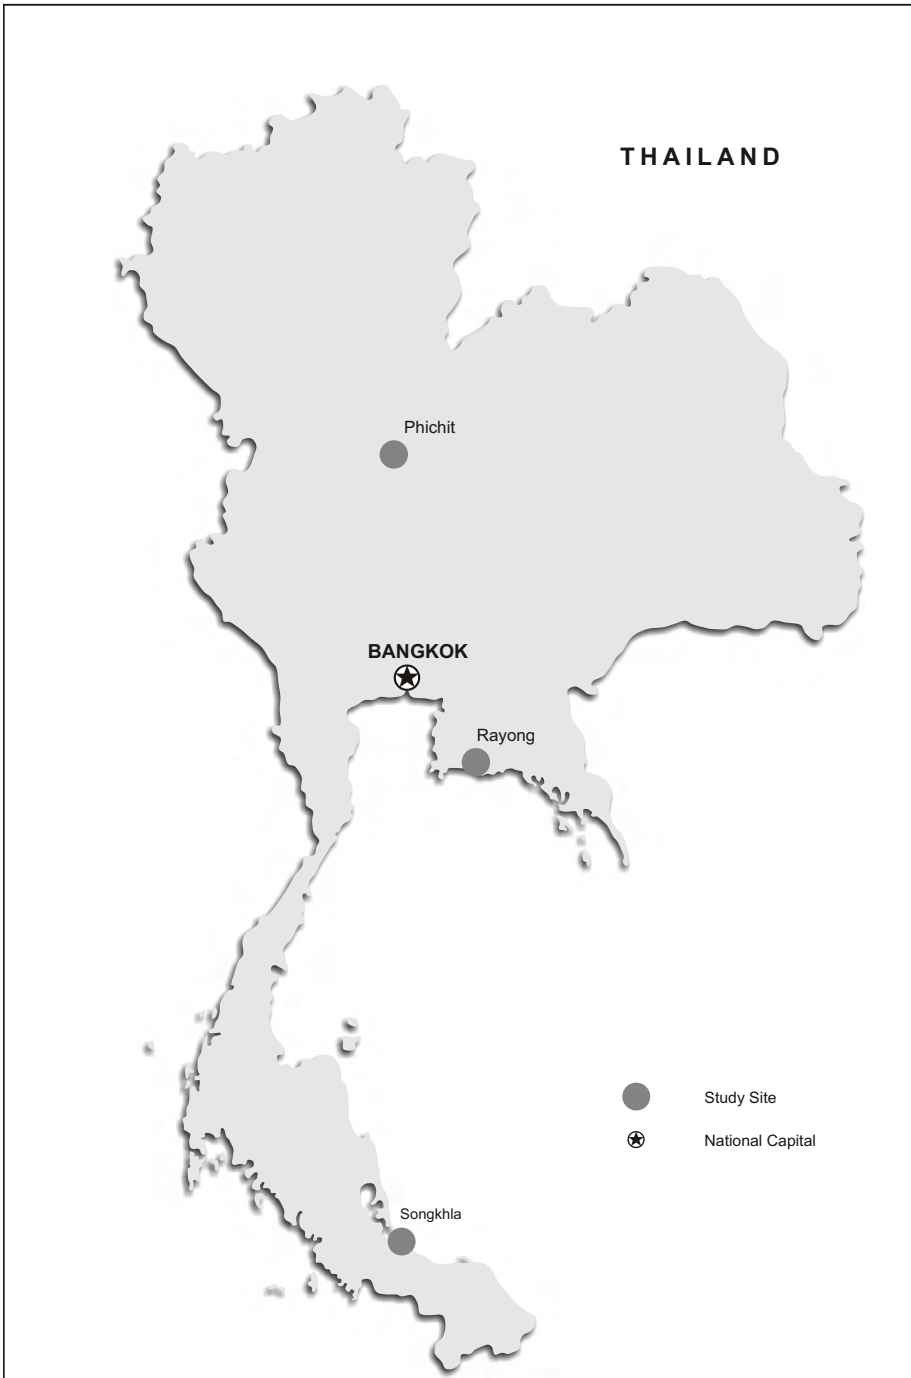 THAILAND
Phichit
BANGKOK
Rayong
Study Site
National Capital
Songkhla